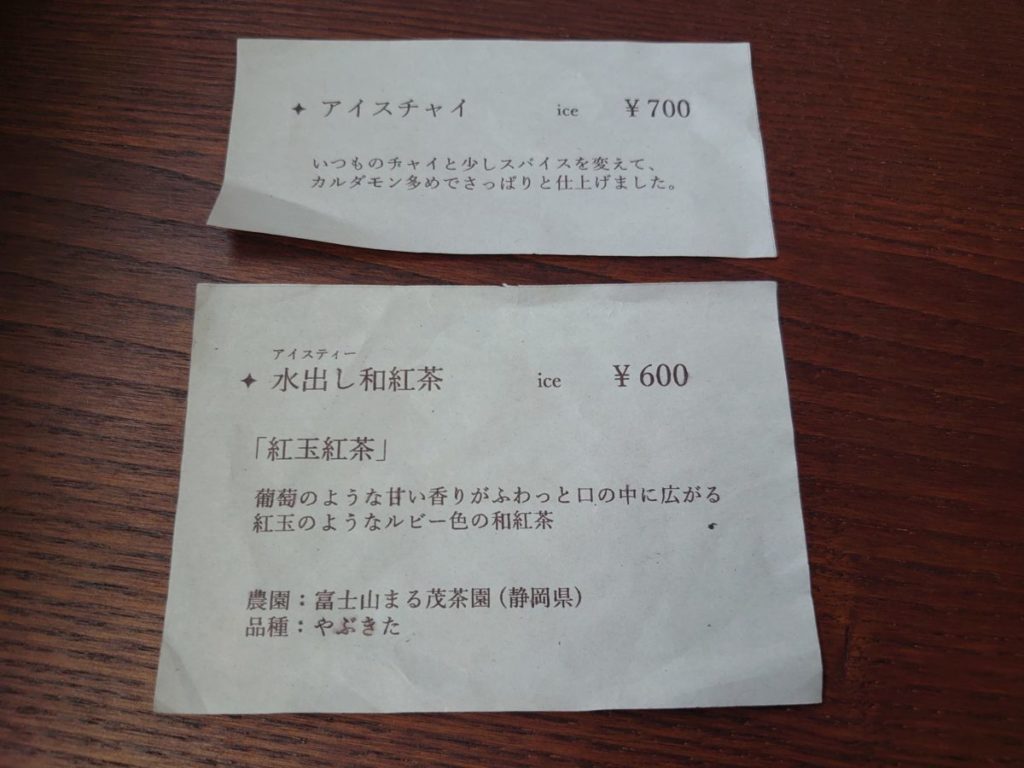 ✦ アイスチャイ ice ¥700
いつものチャイと少しスパイスを変えて、
カルダモン多めでさっぱりと仕上げました。
アイスティー
✦ 水出し和紅茶 ice ¥600
「紅玉紅茶」
葡萄のような甘い香りがふわっと口の中に広がる
紅玉のようなルビー色の和紅茶
農園：富士山まる茂茶園(静岡県)
品種：やぶきた